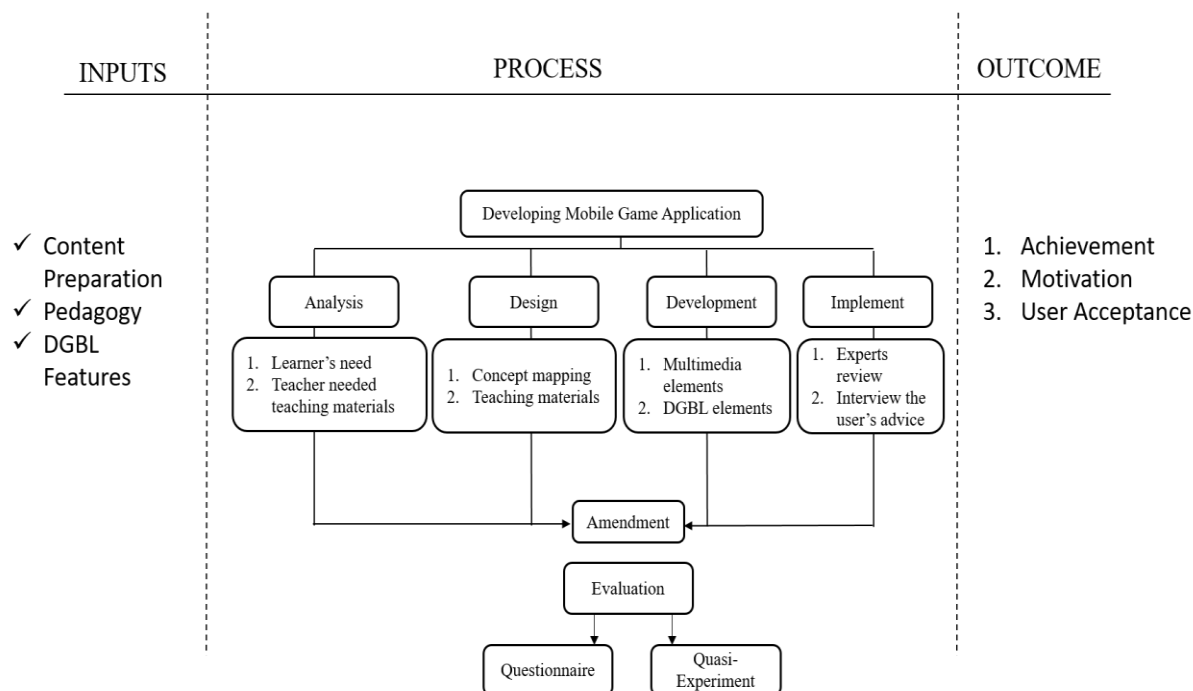 INPUTS
PROCESS
OUTCOME
✓ Content
Preparation
✓ Pedagogy
✓ DGBL
Features
Developing Mobile Game Application
Analysis
Design
Development
Implement
1. Learner’s need
2. Teacher needed
teaching materials
1. Concept mapping
2. Teaching materials
1. Multimedia
elements
2. DGBL elements
1. Experts
review
2. Interview the
user’s advice
Amendment
Evaluation
Questionnaire
Quasi-
Experiment
1. Achievement
2. Motivation
3. User Acceptance